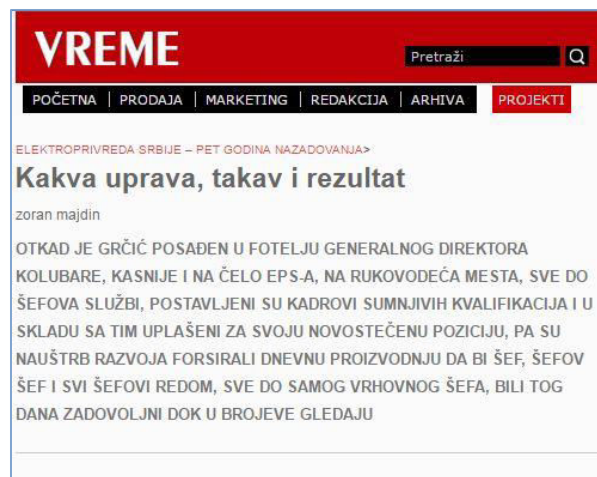 VREME
Pretraži
POČETNA | PRODAJA | MARKETING | REDAKCIJA | ARHIVA PROJEKTI
ELEKTROPRIVREDA SRBIJE – PET GODINA NAZADOVANJA>
Kakva uprava, takav i rezultat
zoran majdin
OTKAD JE GRČIĆ POSAĐEN U FOTELJU GENERALNOG DIREKTORA
KOLUBARE, KASNIJE I NA ČELO EPS-A, NA RUKOVODEĆA MESTA, SVE DO
ŠEFOVA SLUŽBI, POSTAVLJENI SU KADROVI SUMNJIVIH KVALIFIKACIJA I U
SKLADU SA TIM UPLAŠENI ZA SVOJU NOVOSTEČENU POZICIJU, PA SU
NAUŠTRB RAZVOJA FORSIRALI DNEVNU PROIZVODNJU DA BI ŠEF, ŠEFOV
ŠEF I SVI ŠEFOVI REDOM, SVE DO SAMOG VRHOVNOG ŠEFA, BILI TOG
DANA ZADOVOLJNI DOK U BROJEVE GLEDAJU